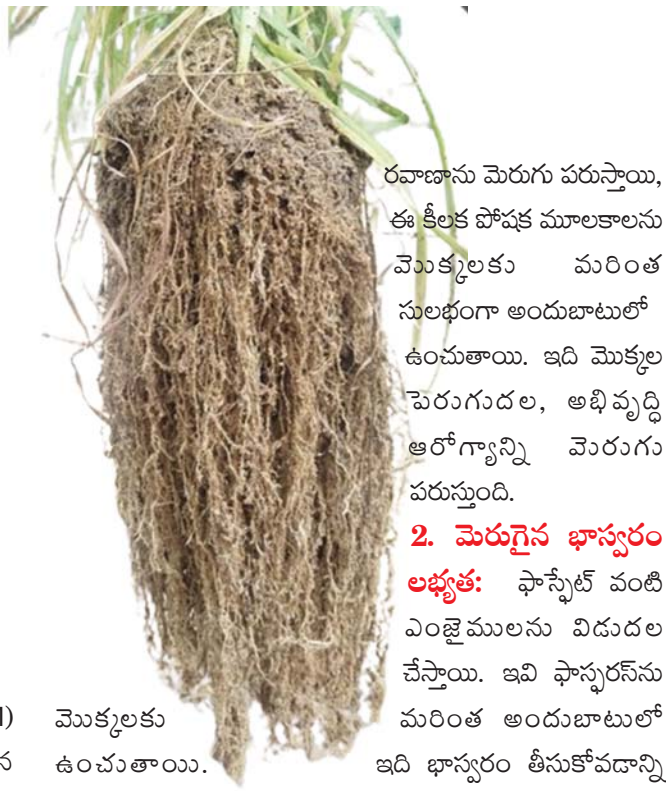 రవాణాను మెరుగు పరుస్తాయి,
ఈ కీలక పోషక మూలకాలను
మొక్కలకు మరింత
సులభంగా అందుబాటులో
ఉంచుతాయి. ఇది మొక్కల
పెరుగుదల, అభివృద్ధి
ఆరోగ్యాన్ని మెరుగు
పరుస్తుంది.
2. మెరుగైన భాస్వరం
లభ్యత: ఫాస్ఫేట్ వంటి
ఎంజైములను విడుదల
చేస్తాయి. ఇవి ఫాస్ఫరస్‌ను
మొక్కలకు మరింత అందుబాటులో
ఉంచుతాయి. ఇది భాస్వరం తీసుకోవడాన్ని